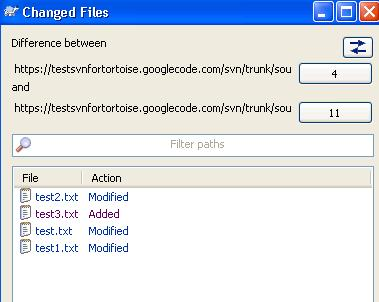 Changed Files
Difference between
https://testsvnfortortoise.googlecode.com/svn/trunk/sou
4
and
https://testsvnfortortoise.googlecode.com/svn/trunk/sou
11
Filter paths
File Action
test2.txt Modified
test3.txt Added
test.txt Modified
test1.txt Modified